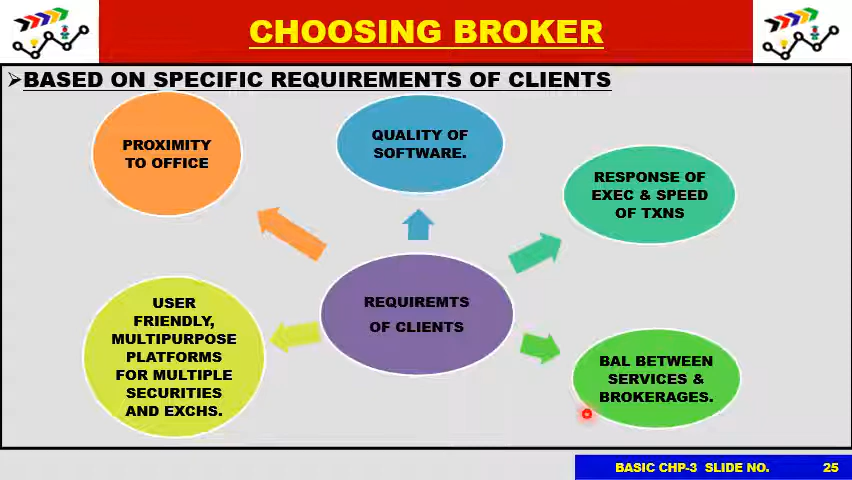 CHOOSING BROKER
➢BASED ON SPECIFIC REQUIREMENTS OF CLIENTS
PROXIMITY
TO OFFICE
QUALITY OF
SOFTWARE.
RESPONSE OF
EXEC & SPEED
OF TXNS
REQUIREMTS
OF CLIENTS
USER
FRIENDLY,
MULTIPURPOSE
PLATFORMS
FOR MULTIPLE
SECURITIES
AND EXCHS.
BAL BETWEEN
SERVICES &
BROKERAGES.
BASIC CHP-3 SLIDE NO. 25